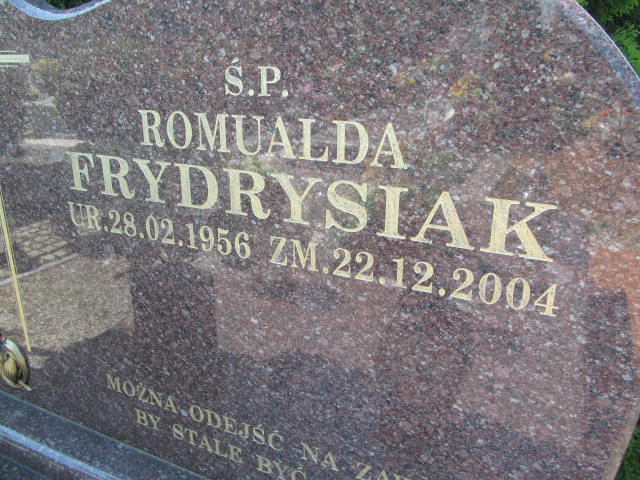 Ś.P.
ROMUALDA
FRYDRYSIAK
UR.28.02.1956 ZM.22.12.2004
MOŻNA ODEJŚĆ NA
BY STALE BYĆ